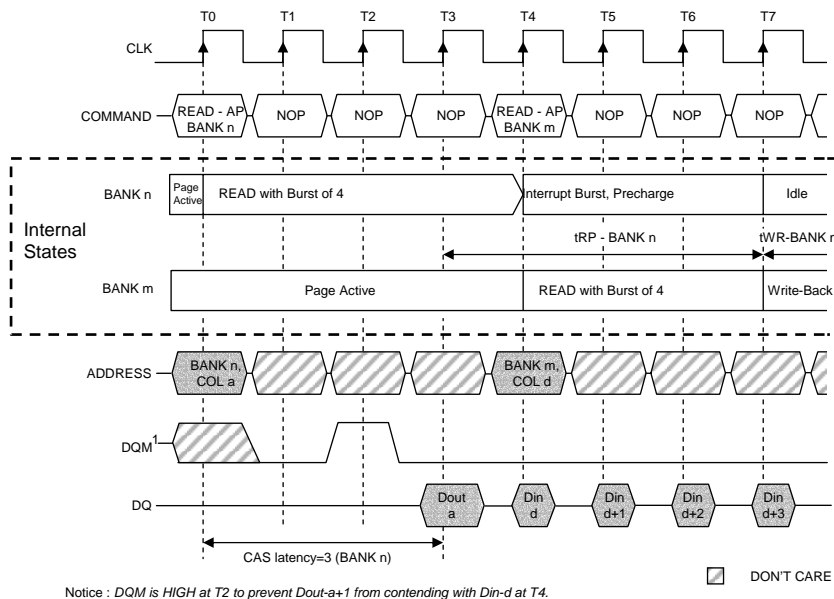 T0 T1 T2 T3 T4 T5 T6 T7
CLK
COMMAND
READ - AP
BANK n
NOP
NOP
NOP
READ - AP
BANK m
NOP
NOP
NOP
Internal
States
BANK n
Page
Active
READ with Burst of 4
Interrupt Burst, Precharge
Idle
tRP - BANK n
tWR-BANK
BANK m
Page Active
READ with Burst of 4
Write-Back
ADDRESS
BANK n,
COL a
BANK m,
COL d
DQM1
DQ
Dout
a
Din
d
Din
d+1
Din
d+2
Din
d+3
CAS latency=3 (BANK n)
DON'T CARE
Notice : DQM is HIGH at T2 to prevent Dout-a+1 from contending with Din-d at T4.